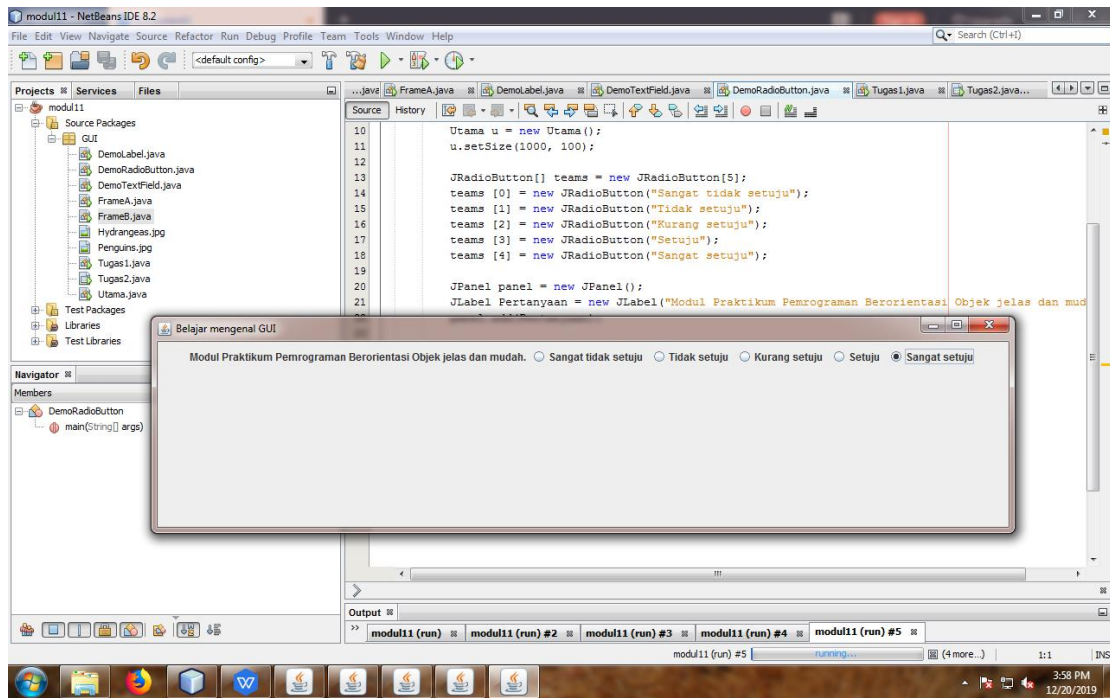 modul11 - NetBeans IDE 8.2
File Edit View Navigate Source Refactor Run Debug Profile Team Tools Window Help
Search (Ctrl+I)
<default config>
Projects Services Files
...java FrameA.java DemoLabel.java DemoTextField.java DemoRadioButton.java Tugas1.java Tugas2.java...
Source History
modul11
Source Packages
GUI
DemoLabel.java
DemoRadioButton.java
DemoTextField.java
FrameA.java
FrameB.java
Hydrangeas.jpg
Penguins.jpg
Tugas1.java
Tugas2.java
Utama.java
Test Packages
Libraries
Test Libraries
10 Utama u = new Utama();
11 u.setSize(1000, 100);
12
13 JRadioButton[] teams = new JRadioButton[5];
14 teams [0] = new JRadioButton("Sangat tidak setuju");
15 teams [1] = new JRadioButton("Tidak setuju");
16 teams [2] = new JRadioButton("Kurang setuju");
17 teams [3] = new JRadioButton("Setuju");
18 teams [4] = new JRadioButton("Sangat setuju");
19
20 JPanel panel = new JPanel();
21 JLabel Pertanyaan = new JLabel("Modul Praktikum Pemrograman Berorientasi Objek jelas dan mud
Belajar mengenal GUI
Modul Praktikum Pemrograman Berorientasi Objek jelas dan mudah. Sangat tidak setuju Tidak setuju Kurang setuju Setuju Sangat setuju
Navigator
Members
DemoRadioButton
main(String[] args)
Output
modul11 (run) modul11 (run) #2 modul11 (run) #3 modul11 (run) #4 modul11 (run) #5
modul11 (run) #5 running... (4 more...) 1:1 INS
3:58 PM
12/20/2019